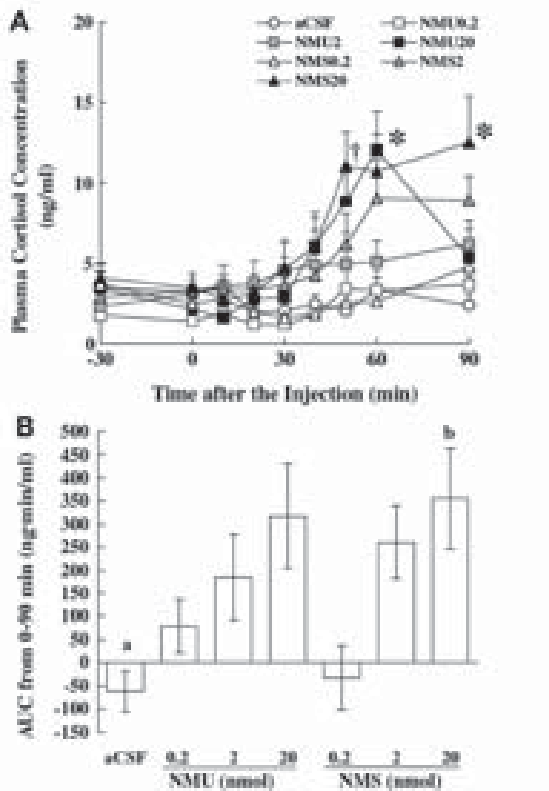 A
20
15
10
5
0
Plasma Cortisol Concentration
(ng/ml)
aCSF
NMU0.2
NMU2
NMU20
NMS0.2
NMS2
NMS20
†
*
*
-30
0
30
60
90
Time after the Injection (min)
B
AUC from 0-90 min (ng·min/ml)
500
450
400
350
300
250
200
150
100
50
0
-50
-100
-150
a
b
aCSF
0.2
2
20
0.2
2
20
NMU (nmol)
NMS (nmol)